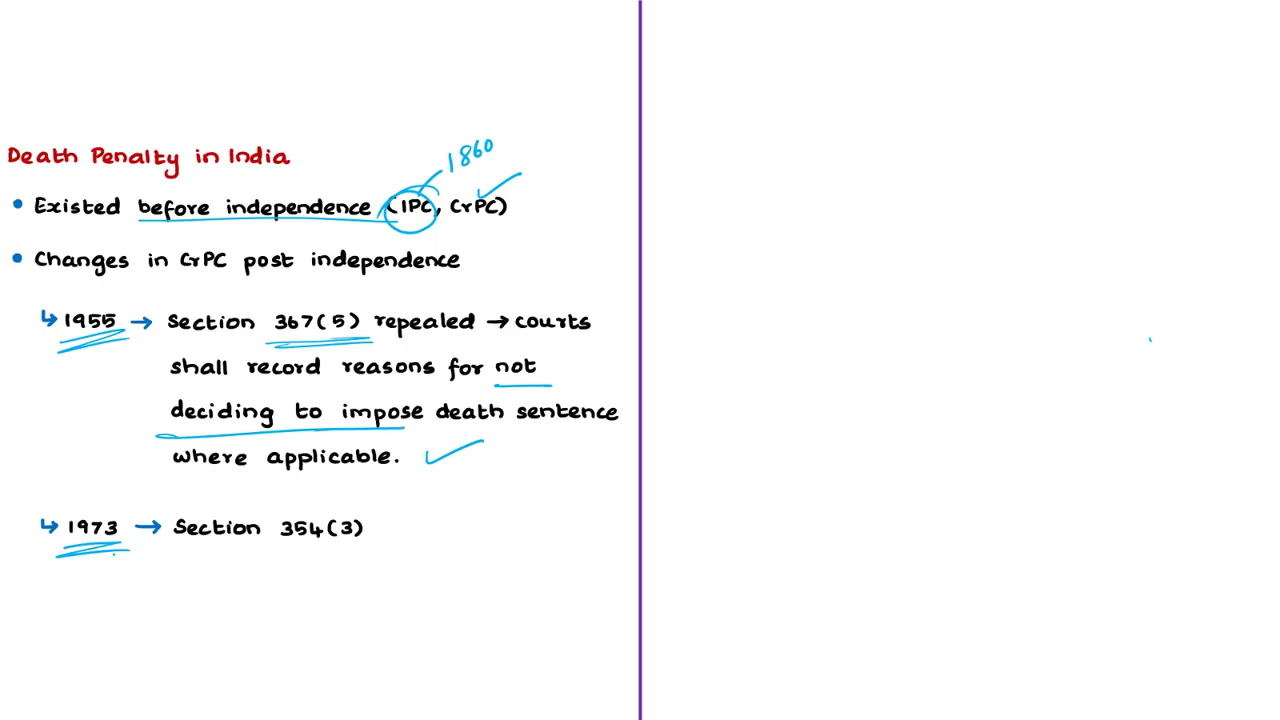 1860
Death Penalty in India
• Existed before independence (IPC, CrPC)
• Changes in CrPC post independence
↳ 1955 → Section 367(5) repealed → courts
shall record reasons for not
deciding to impose death sentence
where applicable.
↳ 1973 → Section 354(3)